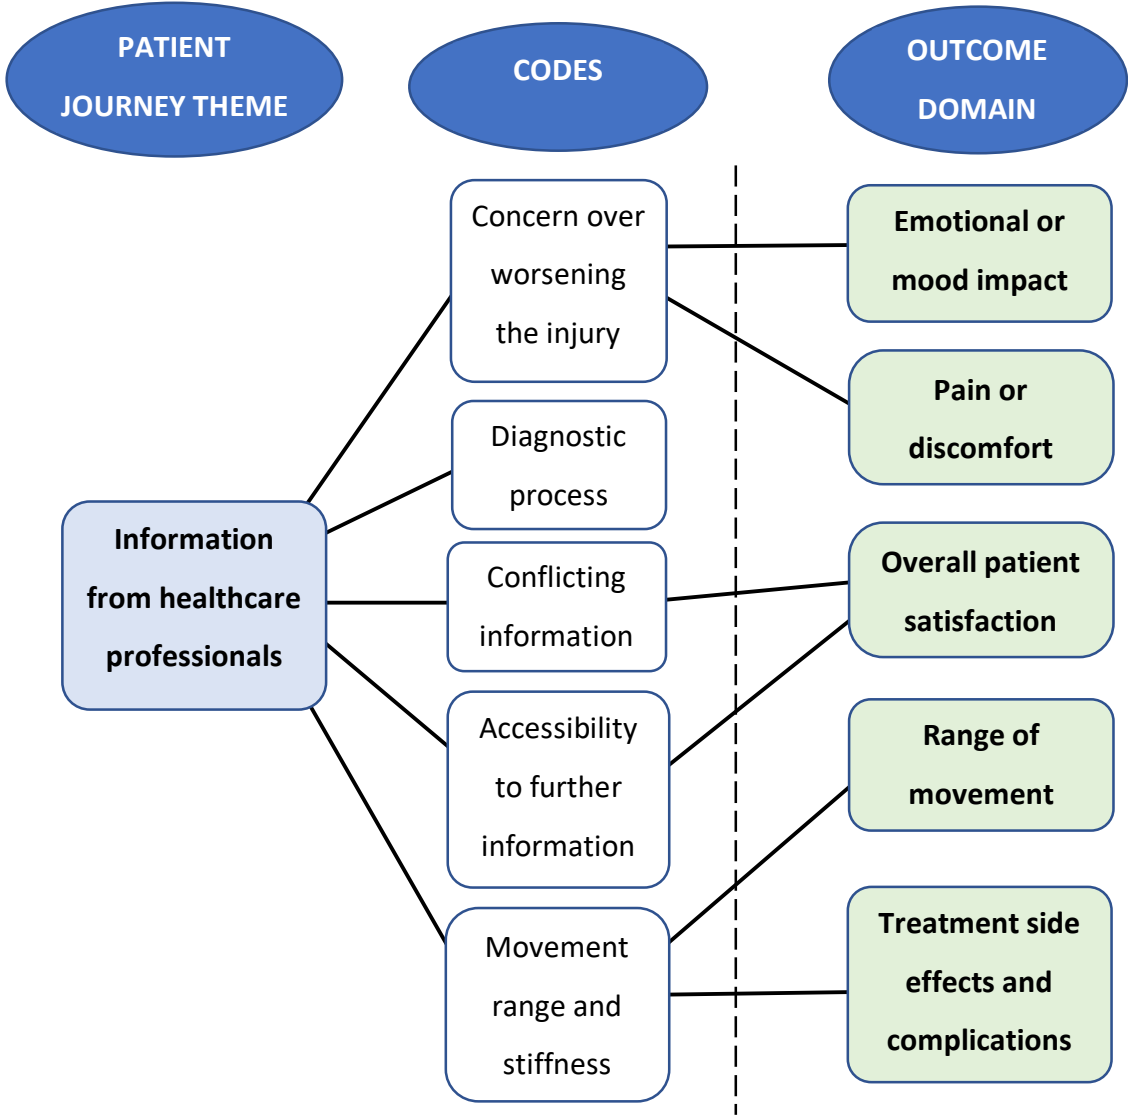 PATIENT
JOURNEY THEME
CODES
OUTCOME
DOMAIN
Information
from healthcare
professionals
Concern over
worsening
the injury
Diagnostic
process
Conflicting
information
Accessibility
to further
information
Movement
range and
stiffness
Emotional or
mood impact
Pain or
discomfort
Overall patient
satisfaction
Range of
movement
Treatment side
effects and
complications